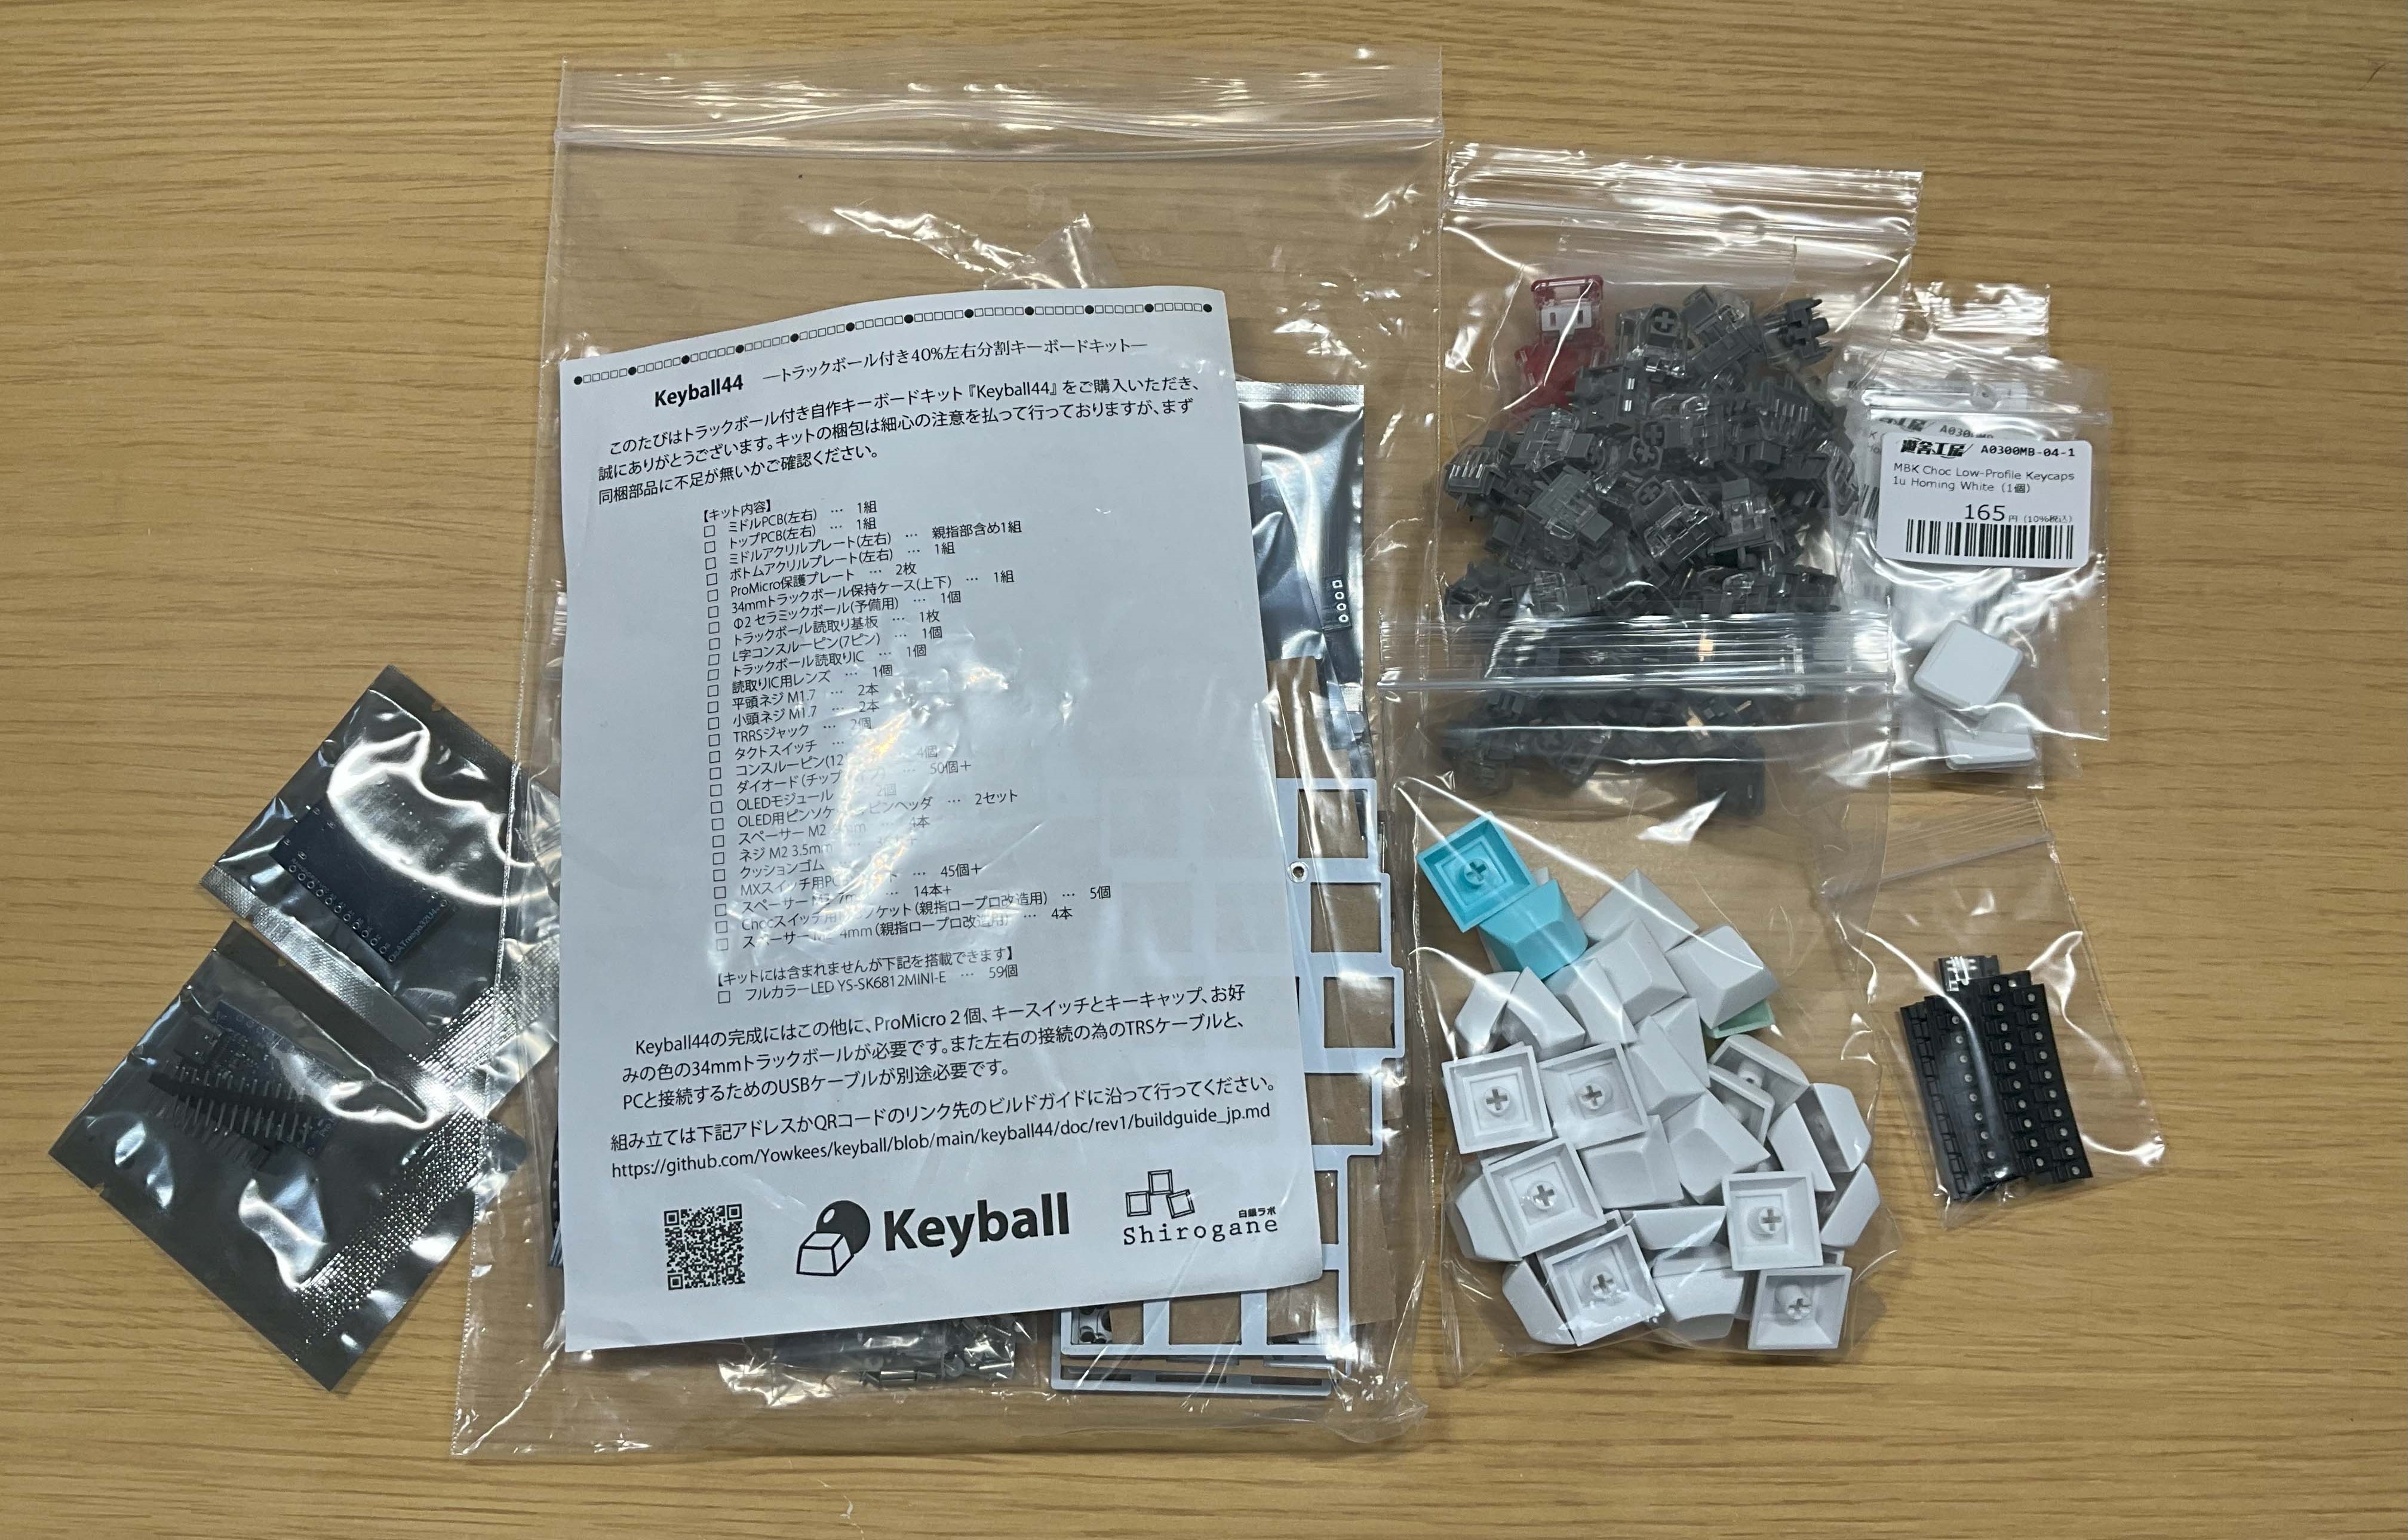 Keyball44 ―トラックボール付き40%左右分割キーボードキット―
このたびはトラックボール付き自作キーボードキット『Keyball44』をご購入いただき、
誠にありがとうございます。キットの梱包は細心の注意を払って行っておりますが、まず
同梱部品に不足が無いかご確認ください。
【キット内容】
□ ミドルPCB(左右) … 1組
□ トップPCB(左右) … 1組
□ ミドルアクリルプレート(左右) … 親指部含め1組
□ ボトムアクリルプレート(左右) … 1組
□ ProMicro保護プレート … 2枚
□ 34mmトラックボール保持ケース(上下) … 1組
□ Φ2 セラミックボール(予備用) … 1個
□ トラックボール読取り基板 … 1枚
□ L字コンスルーピン(7ピン) … 1個
□ トラックボール読取りIC … 1個
□ 読取りIC用レンズ … 1個
□ 平頭ネジ M1.7 … 2本
□ 小頭ネジ M1.7 … 2本
□ TRRSジャック … 2個
□ タクトスイッチ …
□ コンスルーピン(12 4個
□ ダイオード(チップ … 50個+
□ OLEDモジュール 2個
□ OLED用ピンソケ ピンヘッダ … 2セット
□ スペーサー M2 4本
□ ネジ M2 3.5mm
□ クッションゴム
□ MXスイッチ用PC … 45個+
□ スペーサー 7m … 14本+
□ Chocスイッチ用 ソケット(親指ロープロ改造用) … 5個
□ スペーサー 4mm(親指ロープロ改造用) … 4本
【キットには含まれませんが下記を搭載できます】
□ フルカラーLED YS-SK6812MINI-E … 59個
Keyball44の完成にはこの他に、ProMicro 2 個、キースイッチとキーキャップ、お好
みの色の34mmトラックボールが必要です。また左右の接続の為のTRSケーブルと、
PCと接続するためのUSBケーブルが別途必要です。
組み立ては下記アドレスかQRコードのリンク先のビルドガイドに沿って行ってください。
https://github.com/Yowkees/keyball/blob/main/keyball44/doc/rev1/buildguide_jp.md
Keyball
白銀ラボ
Shirogane
遊舎工房 A0300MB-04-1
MBK Choc Low-Profile Keycaps
1u Homing White (1個)
165円 (10%税込)